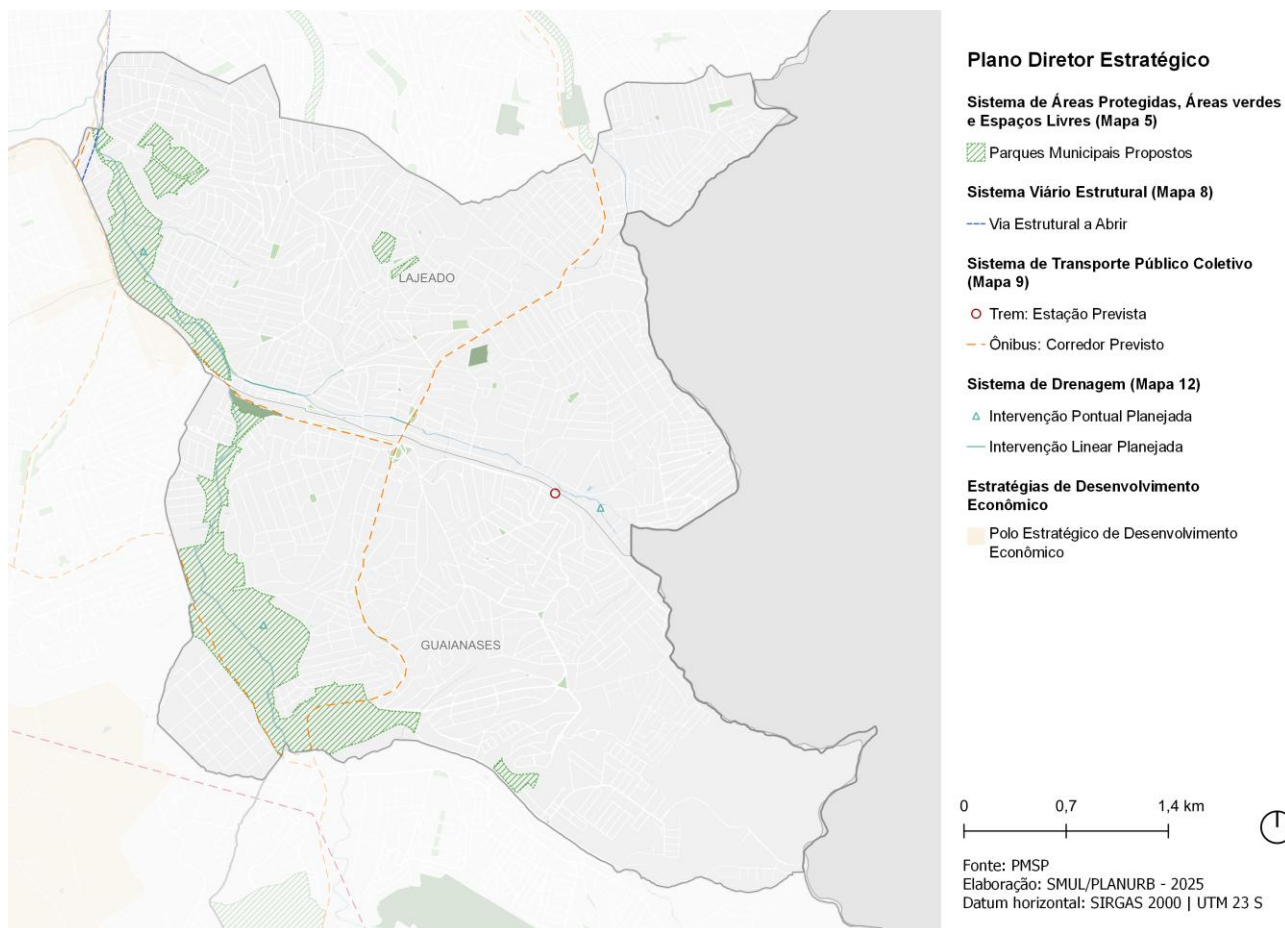 LAJEADO
GUAIANASES
Plano Diretor Estratégico
Sistema de Áreas Protegidas, Áreas verdes
e Espaços Livres (Mapa 5)
Parques Municipais Propostos
Sistema Viário Estrutural (Mapa 8)
Via Estrutural a Abrir
Sistema de Transporte Público Coletivo
(Mapa 9)
Trem: Estação Prevista
Ônibus: Corredor Previsto
Sistema de Drenagem (Mapa 12)
Intervenção Pontual Planejada
Intervenção Linear Planejada
Estratégias de Desenvolvimento
Econômico
Polo Estratégico de Desenvolvimento
Econômico
0 0,7 1,4 km
Fonte: PMSP
Elaboração: SMUL/PLANURB - 2025
Datum horizontal: SIRGAS 2000 | UTM 23 S